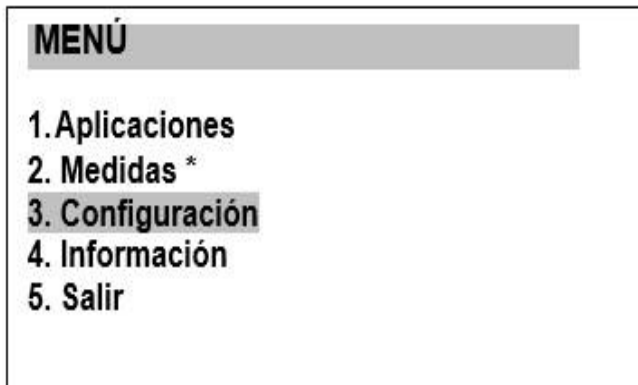 MENÚ
1. Aplicaciones
2. Medidas *
3. Configuración
4. Información
5. Salir